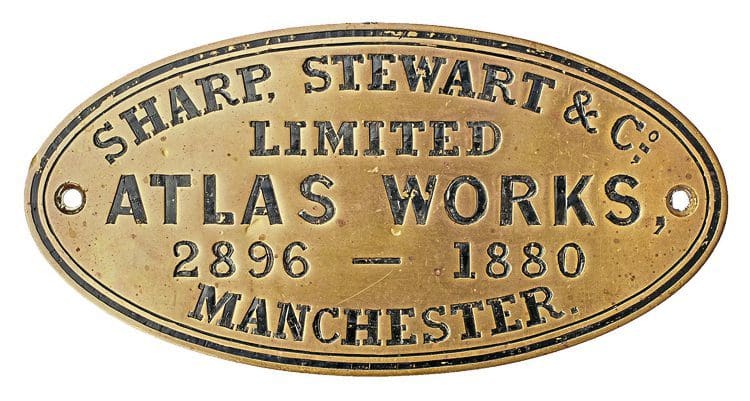 SHARP, STEWART & Co.;
LIMITED
ATLAS WORKS,
2896 — 1880
MANCHESTER.